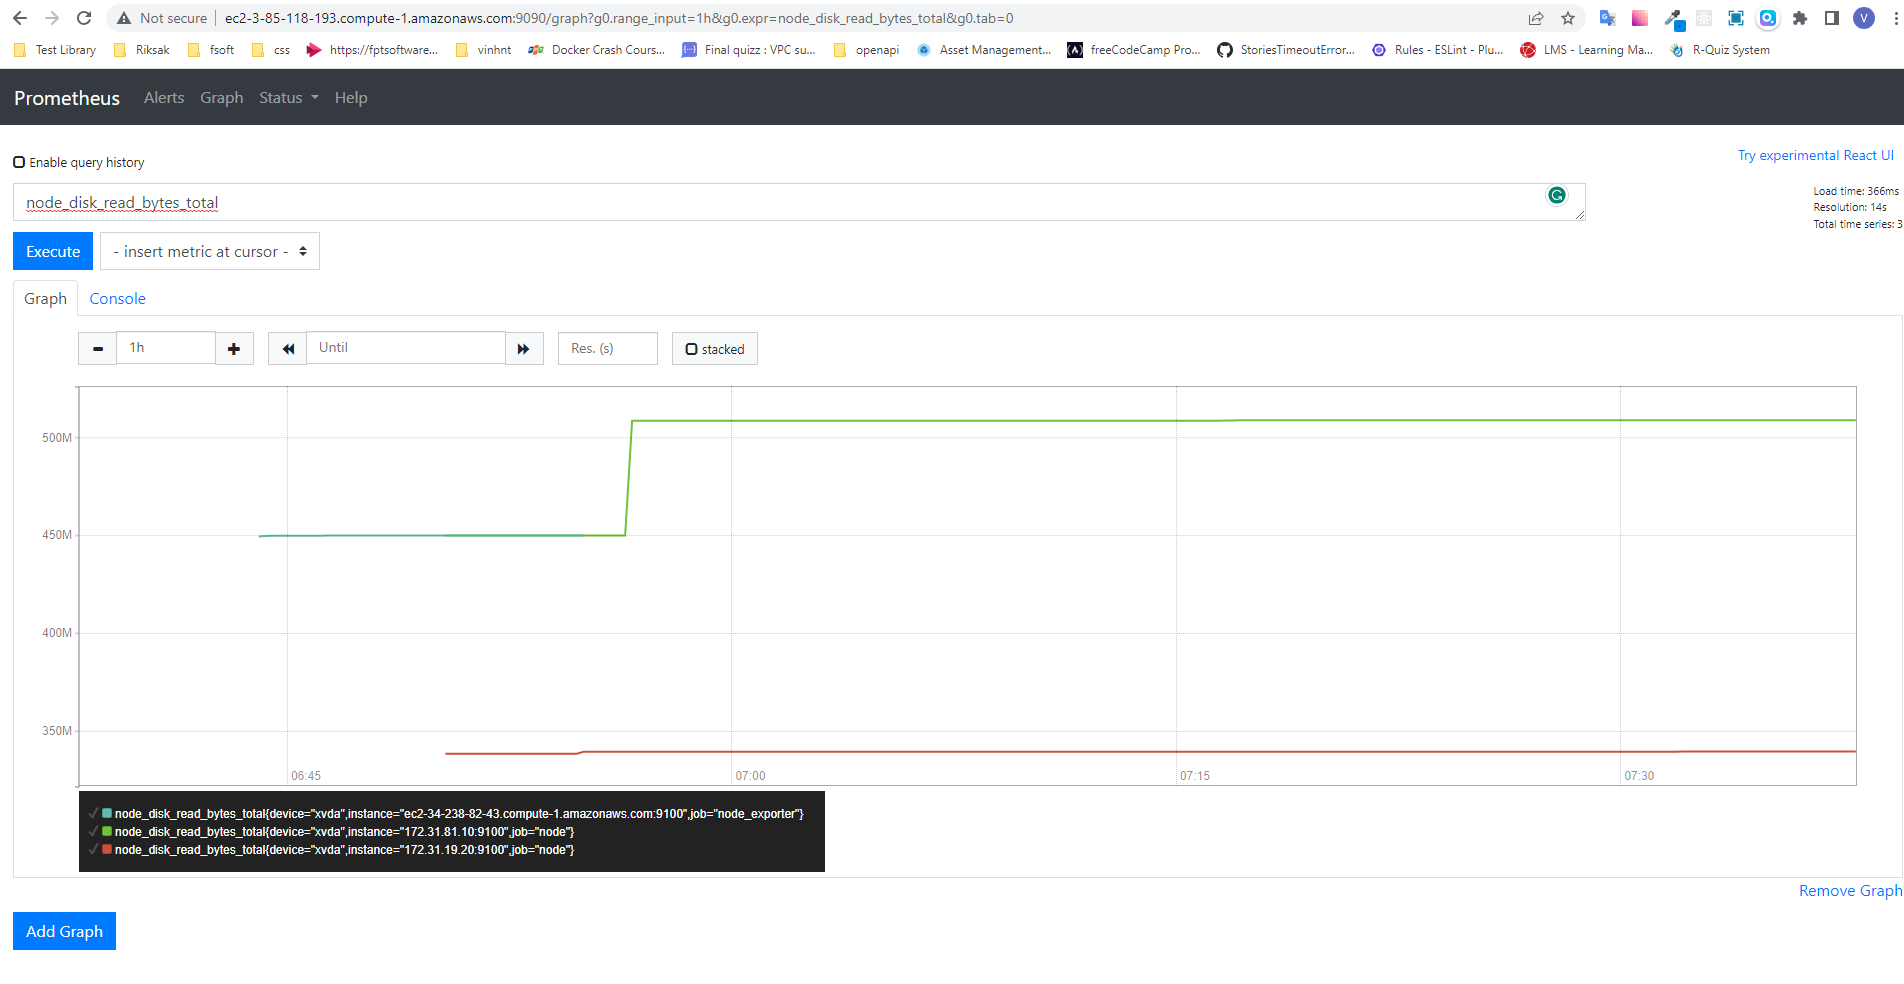 Not secure | ec2-3-85-118-193.compute-1.amazonaws.com:9090/graph?g0.range_input=1h&g0.expr=node_disk_read_bytes_total&g0.tab=0
V
Test Library Riksak fsoft css https://fptsoftware... vinhnt Docker Crash Cours... Final quizz : VPC su... openapi Asset Management... freeCodeCamp Pro... StoriesTimeoutError... Rules - ESLint - Plu... LMS - Learning Ma... R-Quiz System
Prometheus Alerts Graph Status Help
Enable query history
Try experimental React UI
node_disk_read_bytes_total
Load time: 366ms
Resolution: 14s
Total time series: 3
Execute - insert metric at cursor -
Graph Console
1h Until Res. (s) stacked
500M
450M
400M
350M
06:45 07:00 07:15 07:30
node_disk_read_bytes_total{device="xvda",instance="ec2-34-238-82-43.compute-1.amazonaws.com:9100",job="node_exporter"}
node_disk_read_bytes_total{device="xvda",instance="172.31.81.10:9100",job="node"}
node_disk_read_bytes_total{device="xvda",instance="172.31.19.20:9100",job="node"}
Remove Graph
Add Graph